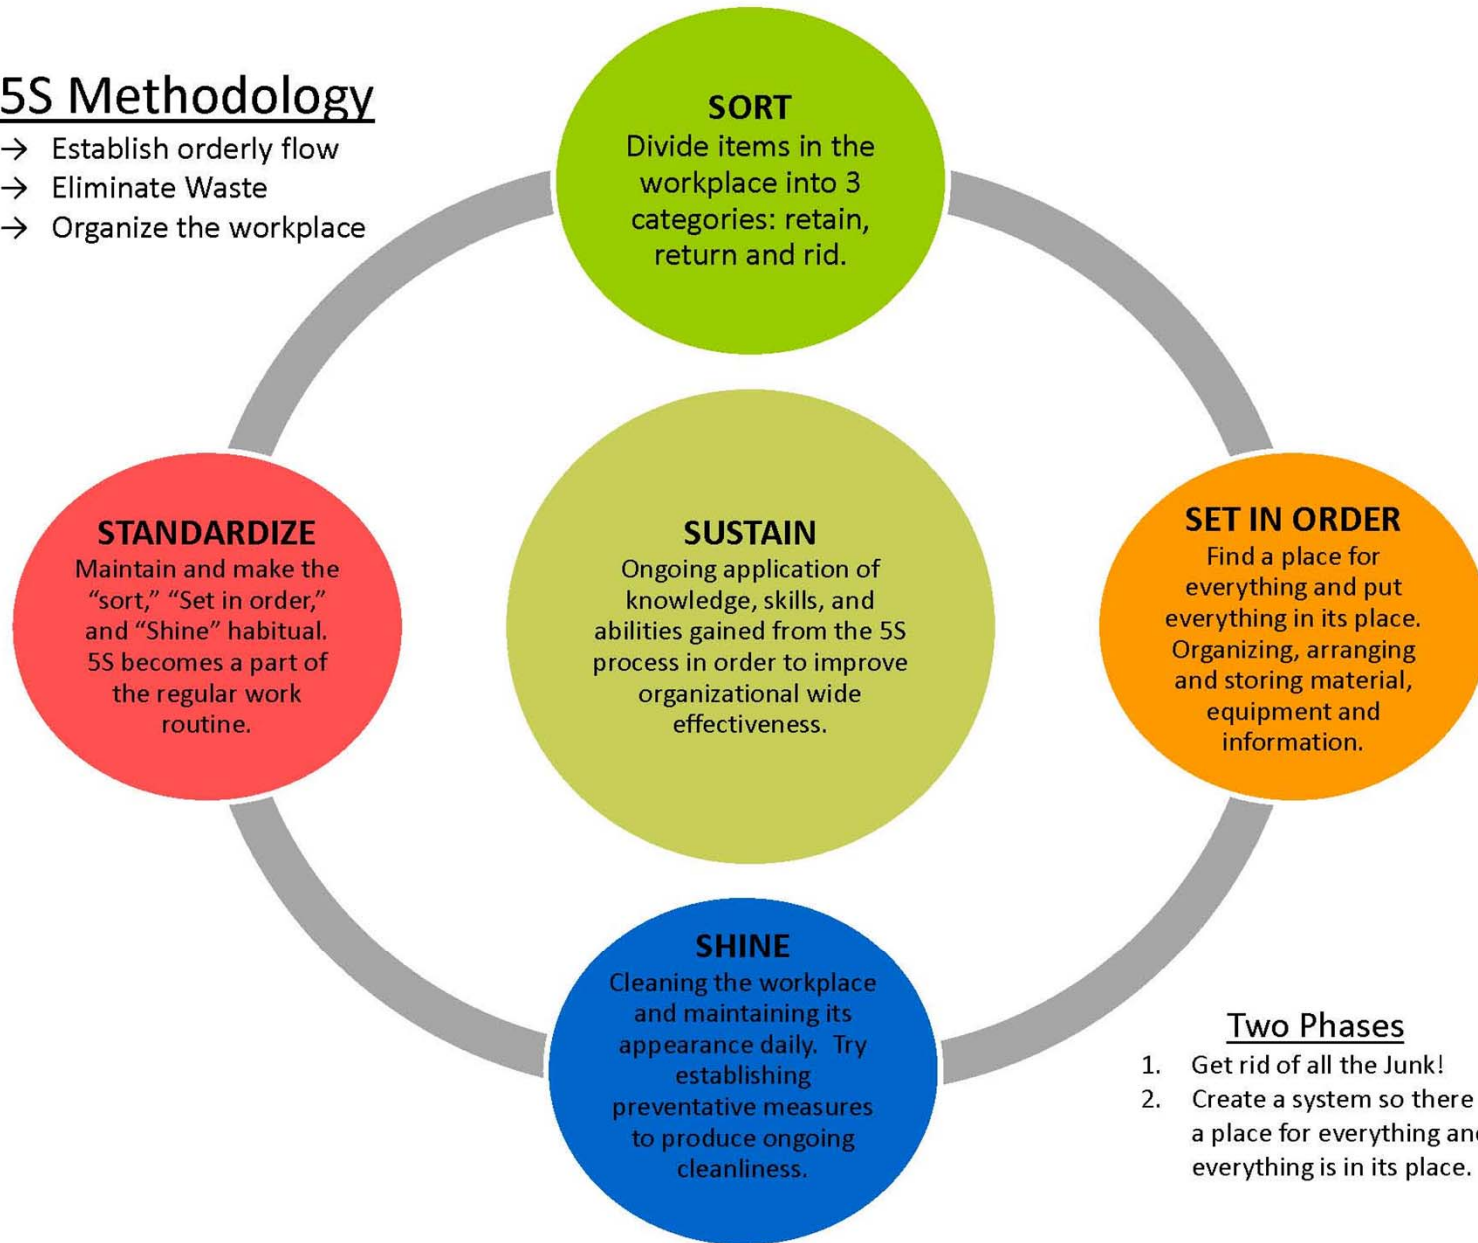 5S Methodology
→ Establish orderly flow
→ Eliminate Waste
→ Organize the workplace
SORT
Divide items in the
workplace into 3
categories: retain,
return and rid.
SET IN ORDER
Find a place for
everything and put
everything in its place.
Organizing, arranging
and storing material,
equipment and
information.
STANDARDIZE
Maintain and make the
“sort,” “Set in order,”
and “Shine” habitual.
5S becomes a part of
the regular work
routine.
SUSTAIN
Ongoing application of
knowledge, skills, and
abilities gained from the 5S
process in order to improve
organizational wide
effectiveness.
SHINE
Cleaning the workplace
and maintaining its
appearance daily.  Try
establishing
preventative measures
to produce ongoing
cleanliness.
Two Phases
1. Get rid of all the Junk!
2. Create a system so there
a place for everything and
everything is in its place.